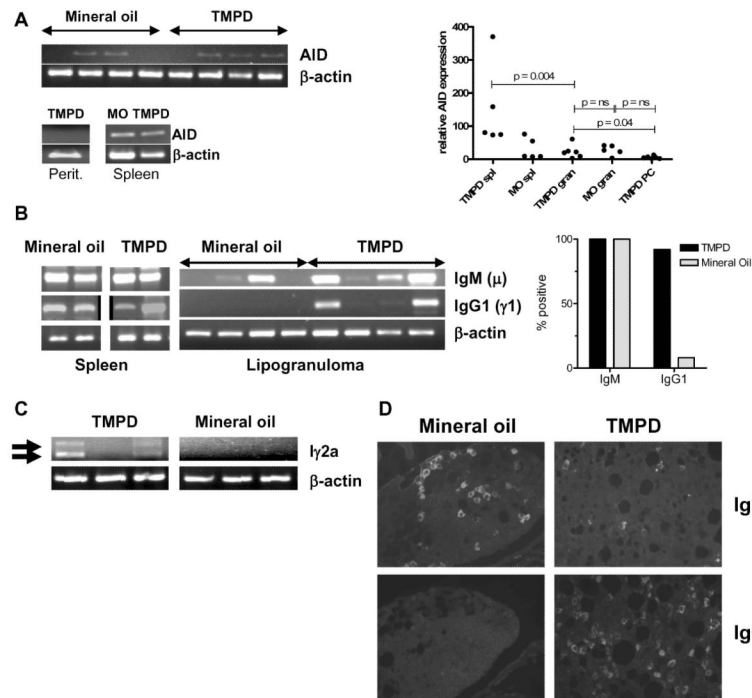 A
Mineral oil TMPD
AID
β-actin
TMPD MO TMPD
AID
β-actin
Perit. Spleen
relative AID expression
400
300
200
100
0
p = 0.004
p = ns p = ns
p = 0.04
TMPD spl
MO spl
TMPD gran
MO gran
TMPD PC
B
Mineral oil TMPD Mineral oil TMPD
IgM (μ)
IgG1 (γ1)
β-actin
Spleen Lipogranuloma
% positive
100
50
0
IgM IgG1
TMPD
Mineral Oil
C
TMPD Mineral oil
Iγ2a
β-actin
D
Mineral oil TMPD
Ig
Ig